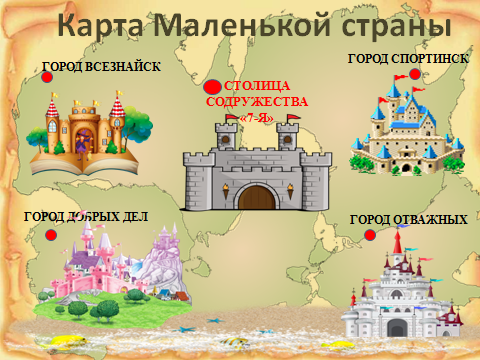 Карта Маленькой страны
ГОРОД ВСЕЗНАЙСК
ГОРОД СПОРТИНСК
СТОЛИЦА
СОДРУЖЕСТВА
«7-Я»
ГОРОД ДОБРЫХ ДЕЛ
ГОРОД ОТВАЖНЫХ